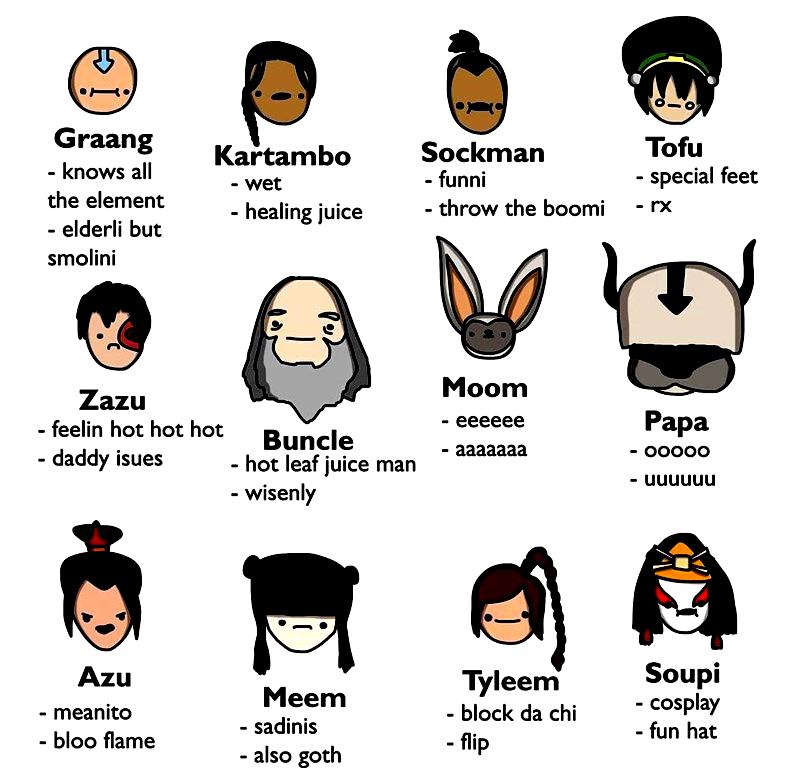 Graang
- knows all
the element
- elderli but
smolini
Kartambo
- wet
- healing juice
Sockman
- funni
- throw the boomi
Tofu
- special feet
- rx
Zazu
- feelin hot hot hot
- daddy isues
Buncle
- hot leaf juice man
- wisenly
Moom
- eeeeee
- aaaaaaa
Papa
- ooooo
- uuuuuu
Azu
- meanito
- bloo flame
Meem
- sadinis
- also goth
Tyleem
- block da chi
- flip
Soupi
- cosplay
- fun hat